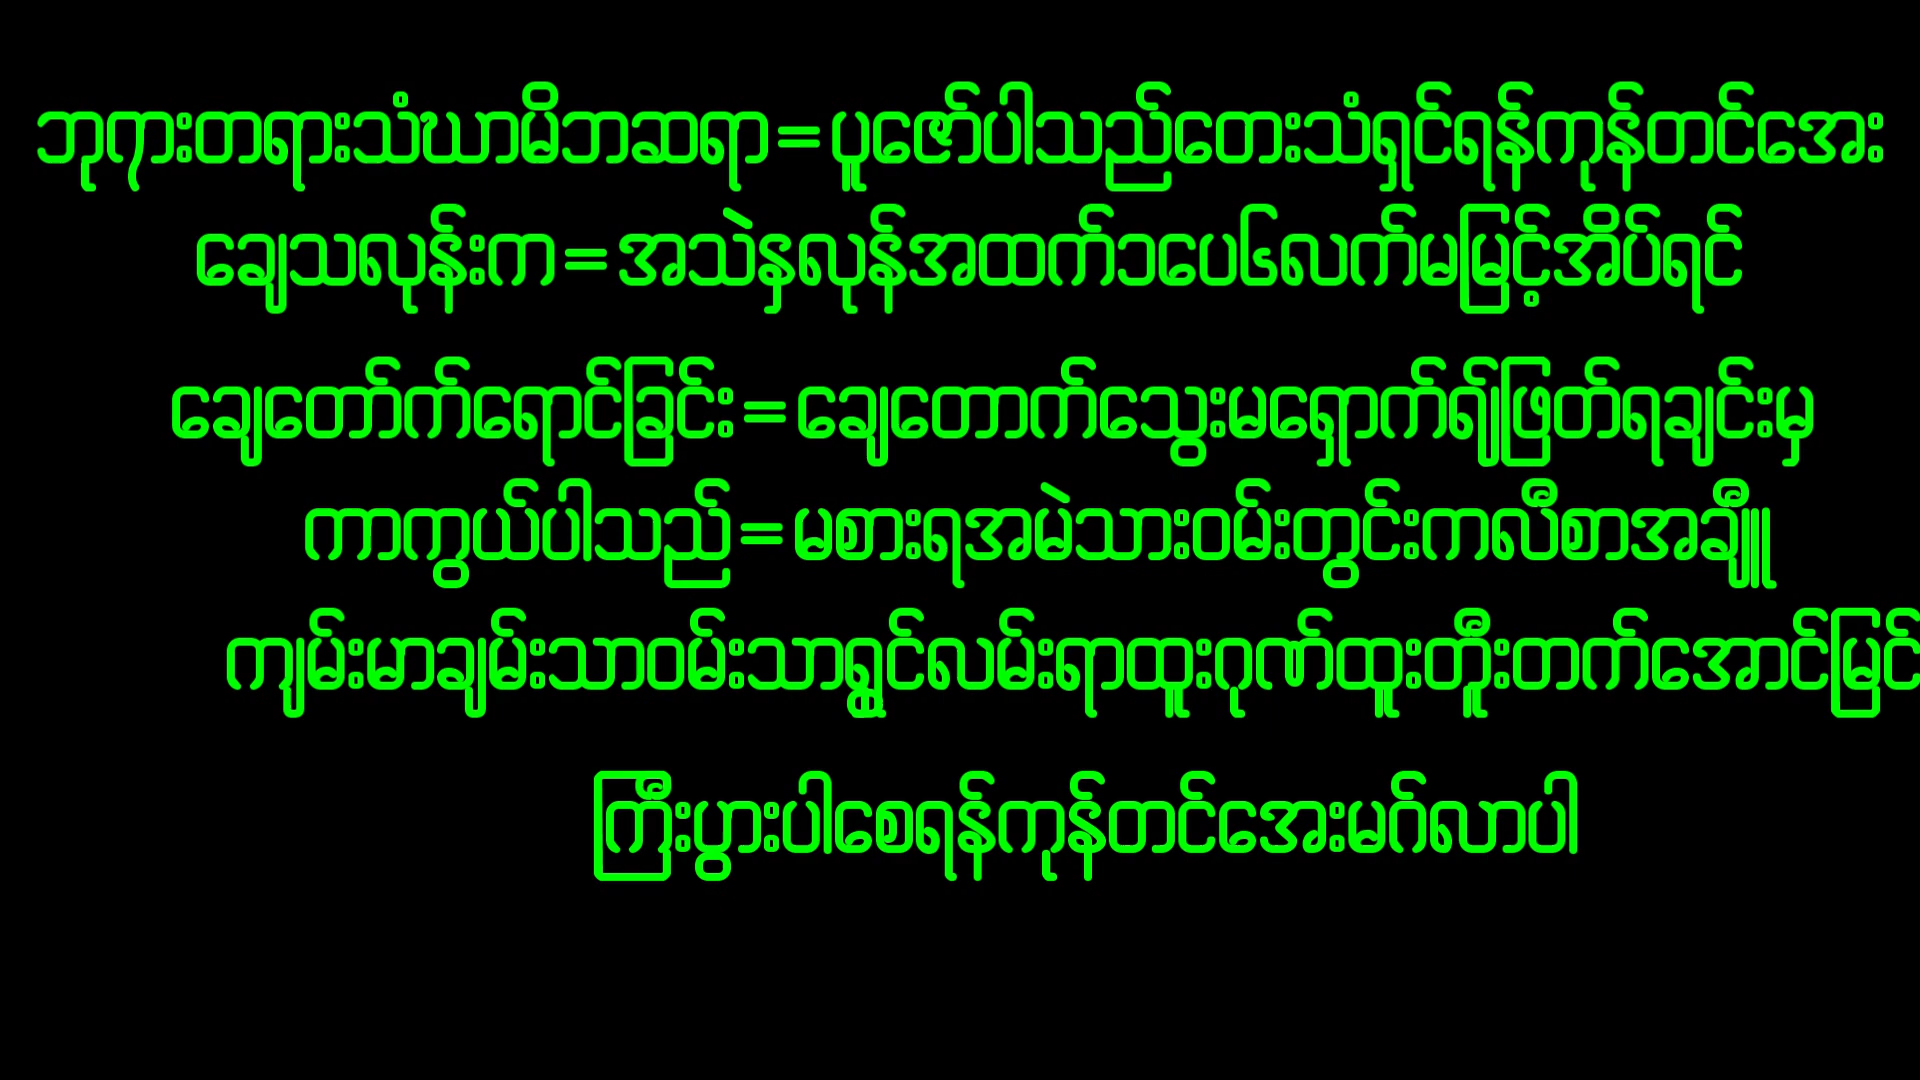 ဘုဂုားတရားသံဃာမိဘဆရာ=ပူဇော်ပါသည်တေးသံရှင်ရန်ကုန်တင်အေး
ချေသလုန်းက=အသဲနှလုန်အထက်၁ပေ၆လက်မမြင့်အိပ်ရင်
ချေတော်က်ရောင်ခြင်း=ချေတောက်သွေးမရှောက်ရ်ျဖြတ်ရချင်းမှ
ကာကွယ်ပါသည်=မစားရအမဲသားဝမ်းတွင်းကလီစာအချီူ
ကျမ်းမာချမ်းသာဝမ်းသာရွှင်လမ်းရာထူးဂုဏ်ထူးတီူးတက်အောင်မြင်
ကြီးပွားပါစေရန်ကုန်တင်အေးမင်္ဂလာပါ